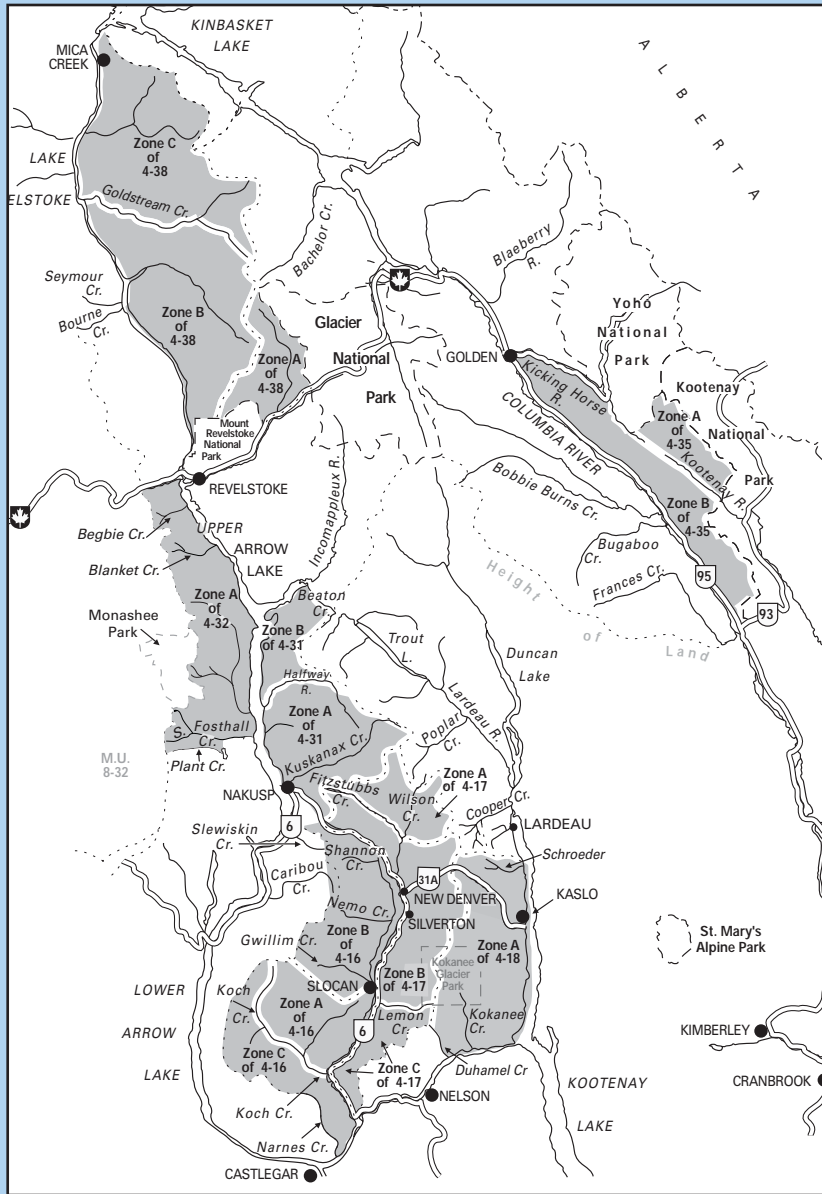 KINBASKET
LAKE
MICA
CREEK
ALBERTA
Zone C
of
4-38
LAKE
ELSTOKE
Goldstream Cr.
Bachelor Cr.
Blaeberry
R.
Seymour
Cr.
Bourne
Cr.
Zone B
of
4-38
Zone A
of
4-38
Glacier
National
Park
GOLDEN
Yoho
National
Park
Kicking Horse
R.
COLUMBIA RIVER
Kootenay
National
Park
Zone A
of
4-35
Kootenay R.
Mount
Revelstoke
National
Park
REVELSTOKE
Incomappleux R.
Bobbie Burns Cr.
Zone B
of
4-35
Begbie Cr.
UPPER
ARROW
LAKE
Blanket Cr.
Bugaboo
Cr.
Frances Cr.
95
93
Height
of
Land
Monashee
Park
Zone A
of
4-32
Beaton
Cr.
Zone B
of 4-31
Trout
L.
Duncan
Lake
Halfway
R.
Lardeau R.
Zone A
of
4-31
Poplar
Cr.
S. Fosthall
Cr.
Plant Cr.
M.U.
8-32
Kuskanax Cr.
NAKUSP
Fitzstubbs
Cr.
Wilson
Cr.
Zone A
of 4-17
Cooper Cr.
LARDEAU
6
Slewiskin
Cr.
Shannon
Cr.
Schroeder
31A
Caribou
Cr.
NEW DENVER
KASLO
Nemo Cr.
SILVERTON
Gwillim Cr.
Zone B
of
4-16
Zone A
of 4-18
Kokanee
Glacier
Park
St. Mary's
Alpine Park
SLOCAN
Zone B
of 4-17
LOWER
ARROW
LAKE
Koch
Cr.
Zone A
of
4-16
Lemon
Cr.
Kokanee
Cr.
6
KIMBERLEY
Zone C
of 4-16
Zone C
of 4-17
Duhamel Cr
CRANBROOK
Koch Cr.
NELSON
KOOTENAY
LAKE
Narnes Cr.
CASTLEGAR